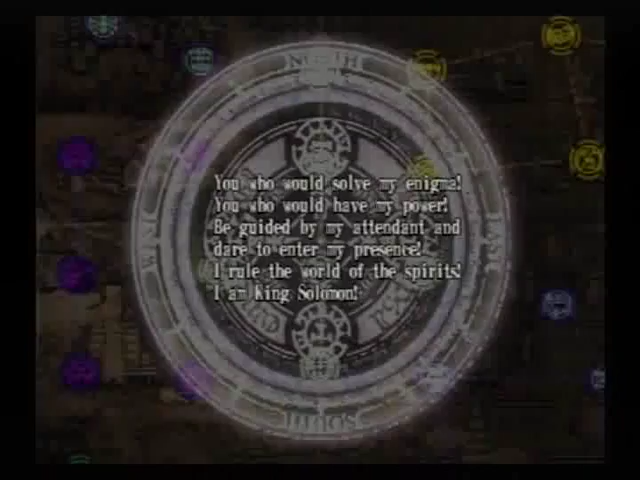 NORTH
You who would solve my enigma!
You who would have my power!
Be guided by my attendant and
dare to enter my presence!
I rule the world of the spirits!
I am King Solomon!